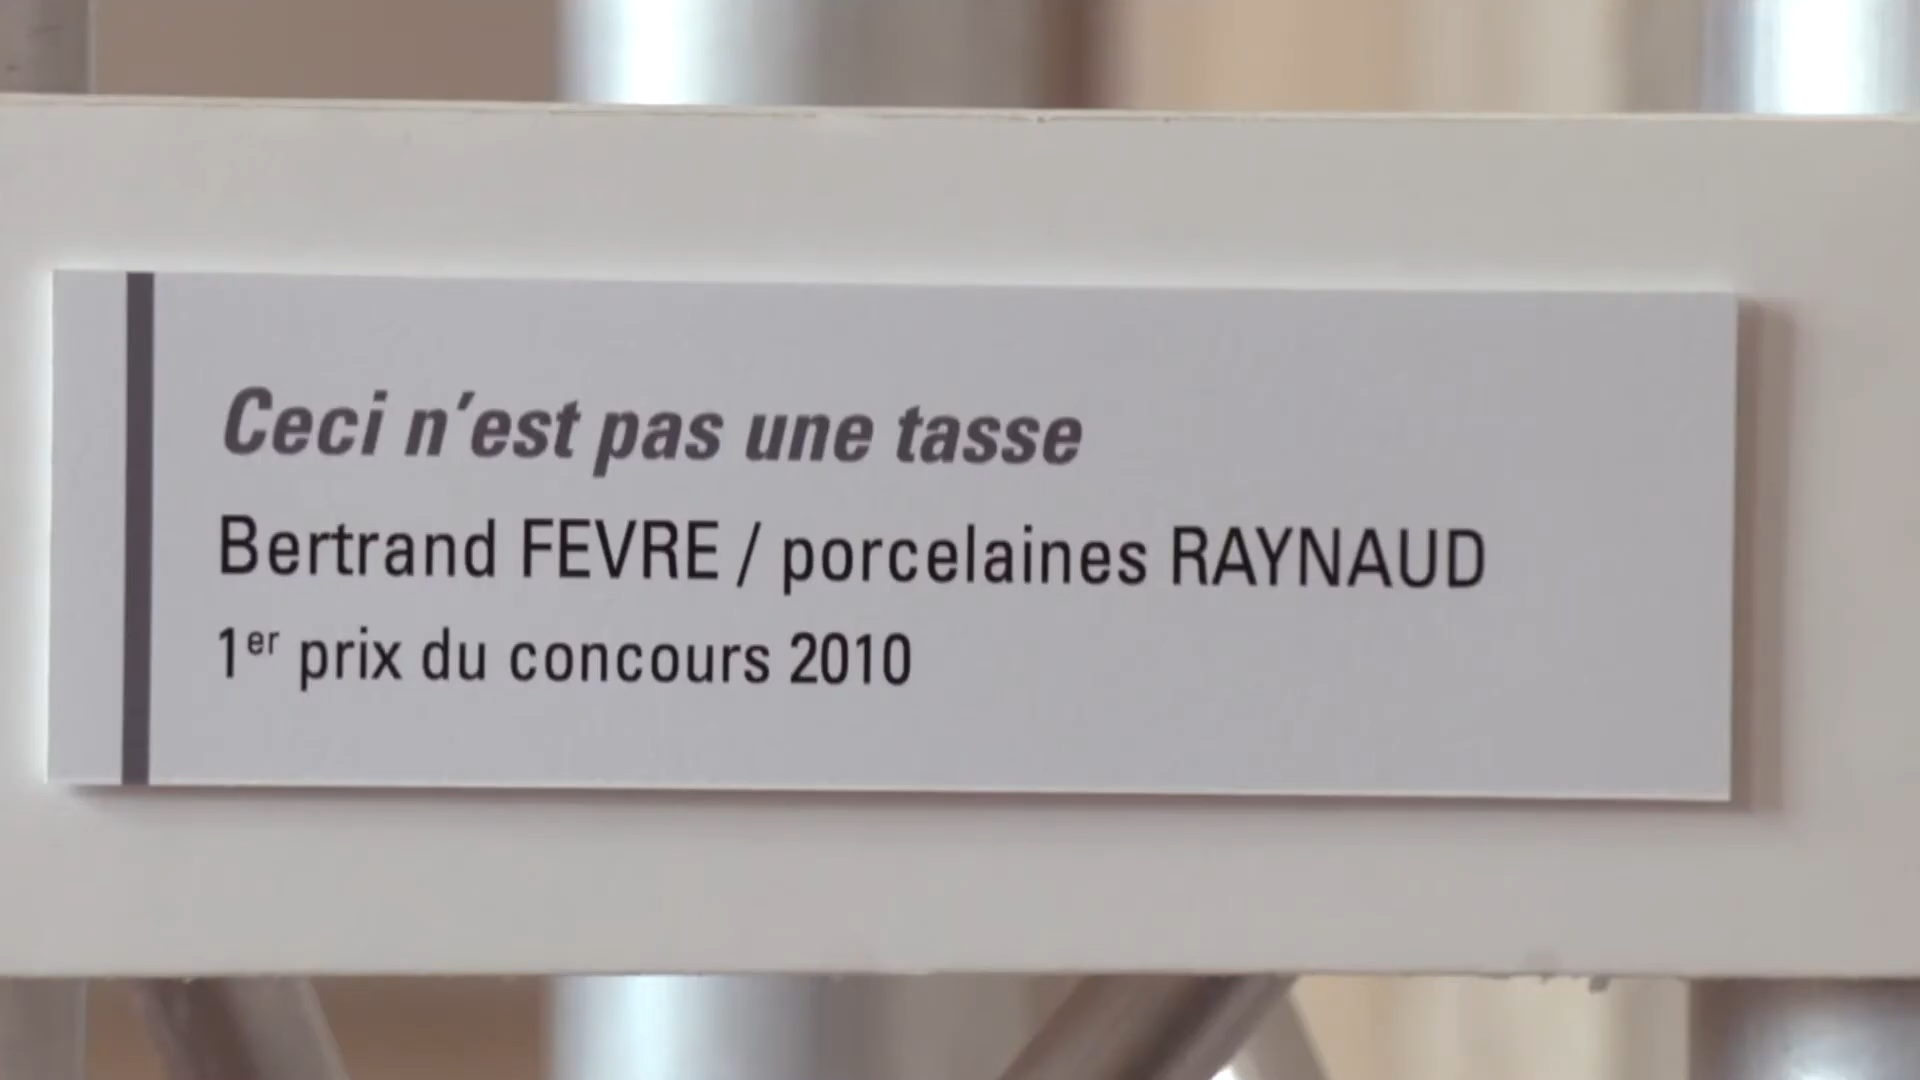 Ceci n'est pas une tasse
Bertrand FEVRE / porcelaines RAYNAUD
1er prix du concours 2010